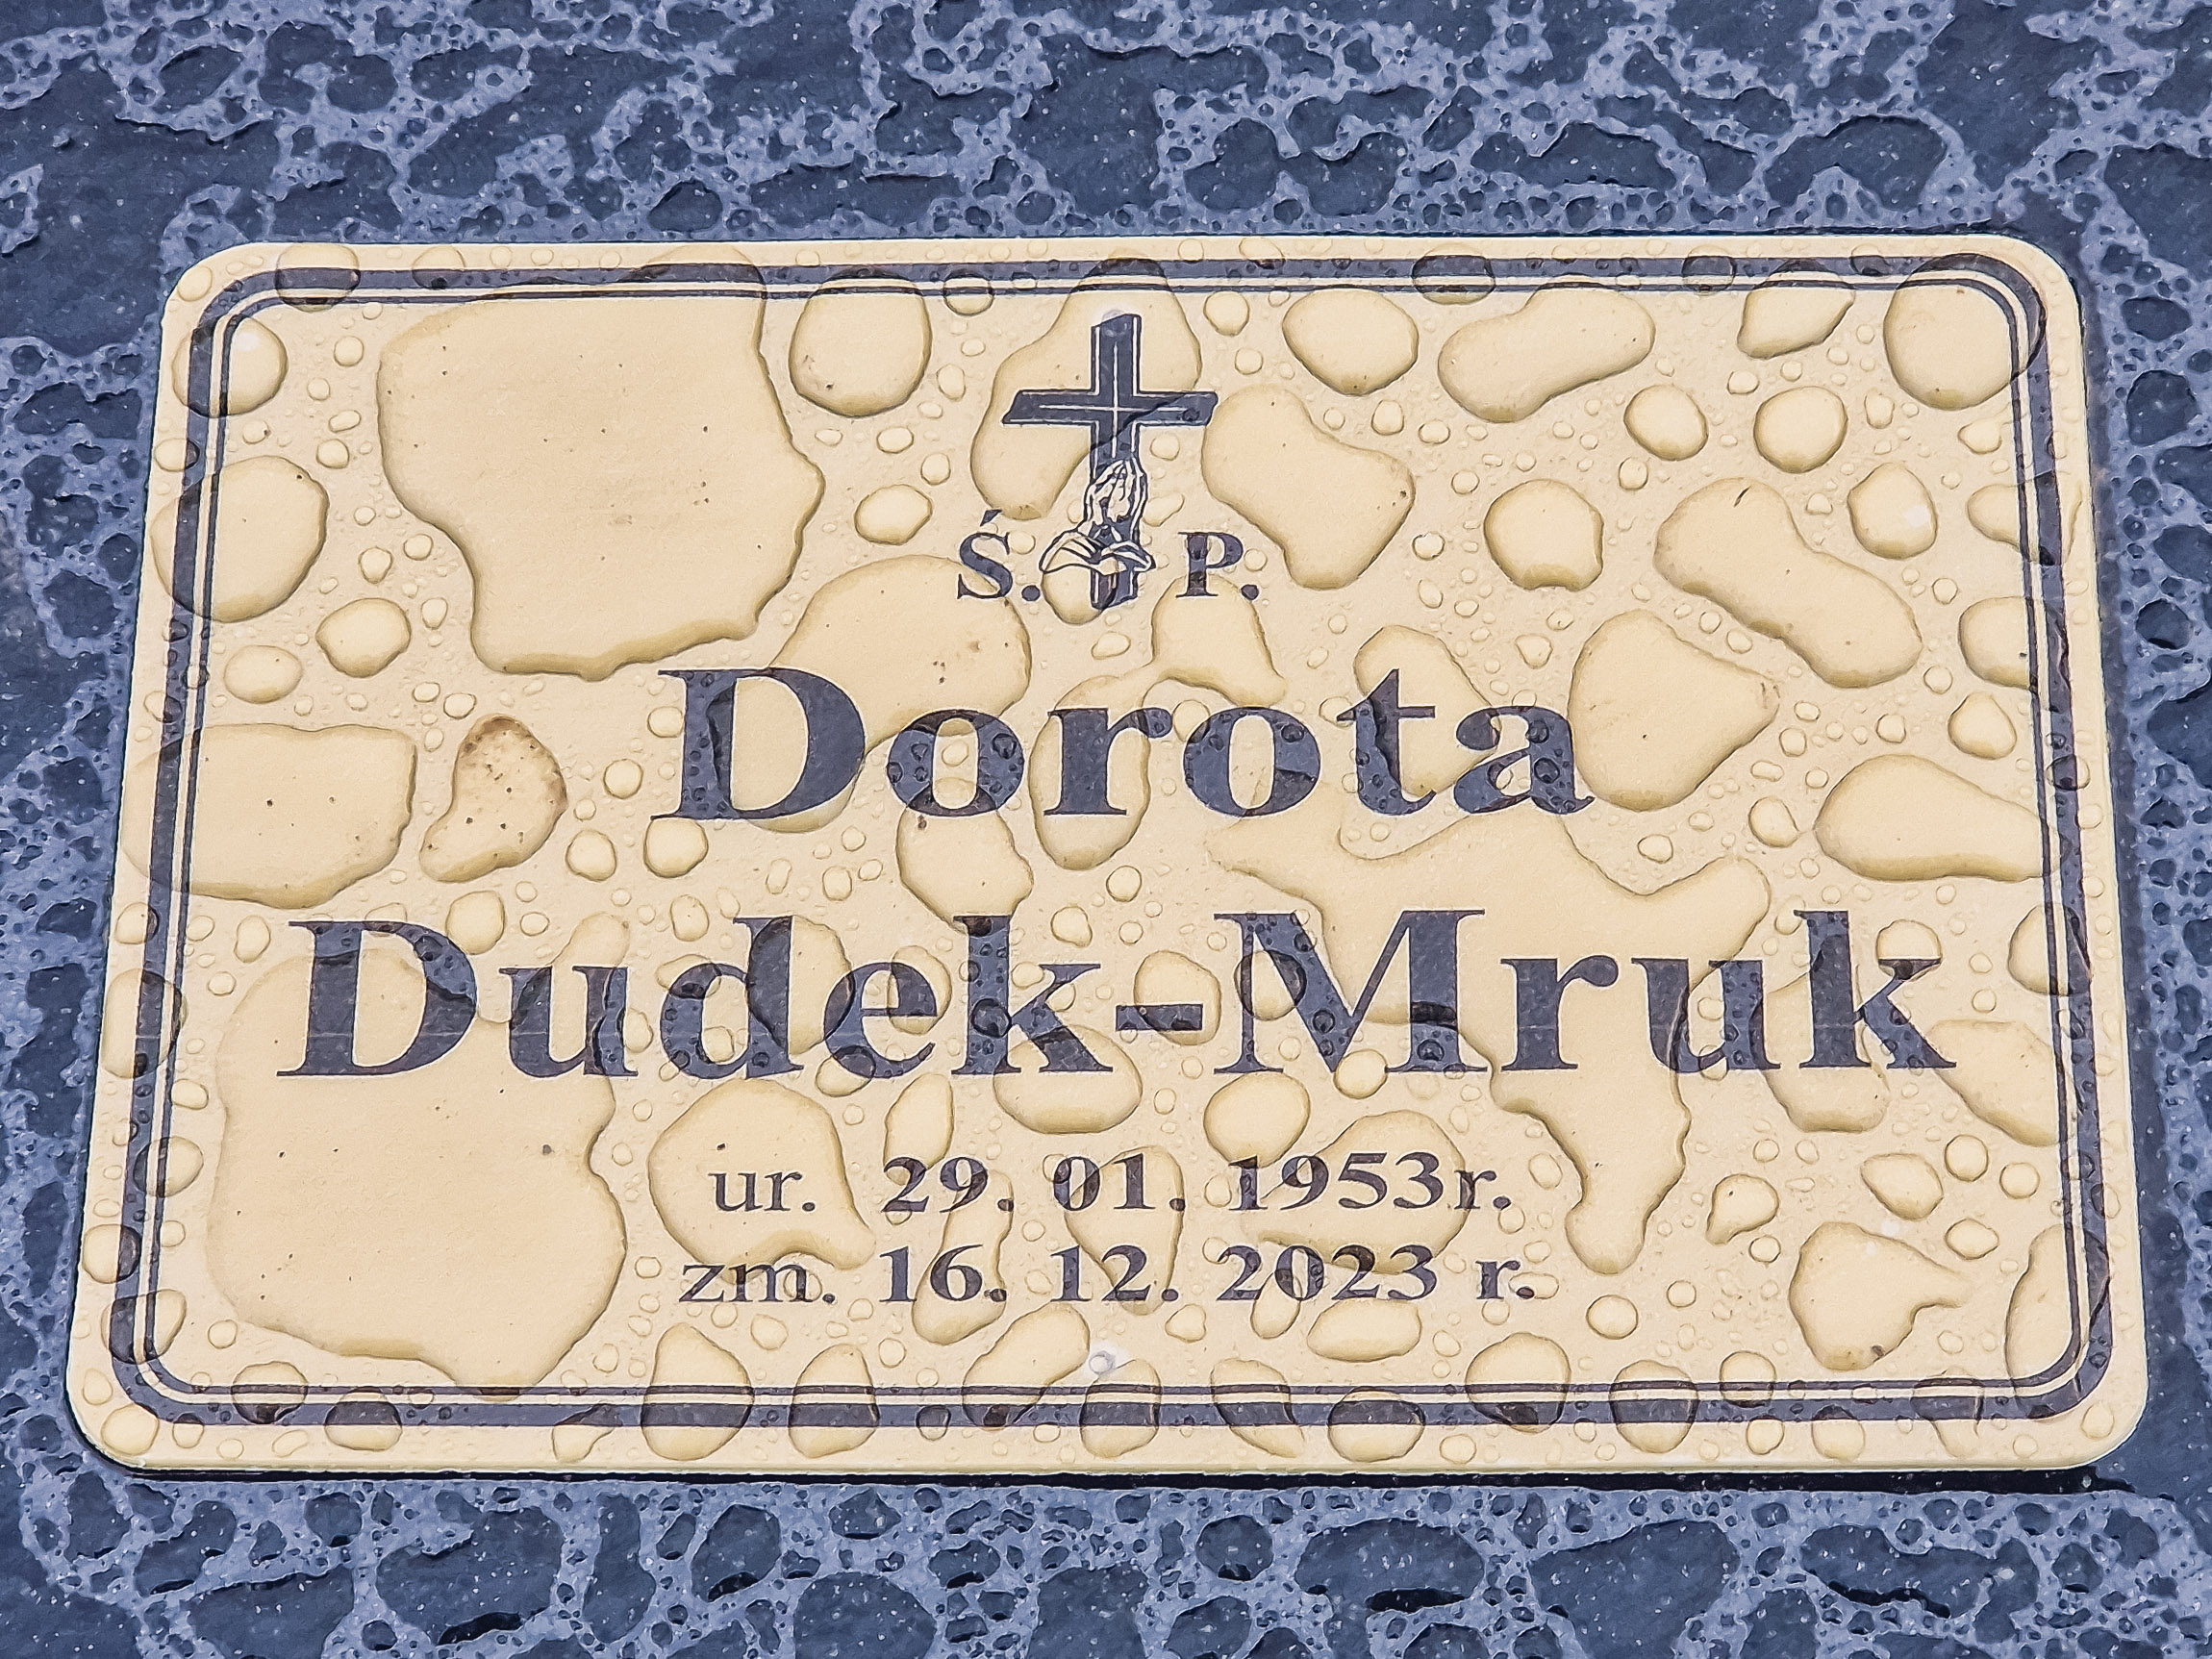 Ś. P.
Dorota
Dudek-Mruk
ur. 29. 01. 1953r.
zm. 16. 12. 2023 r.